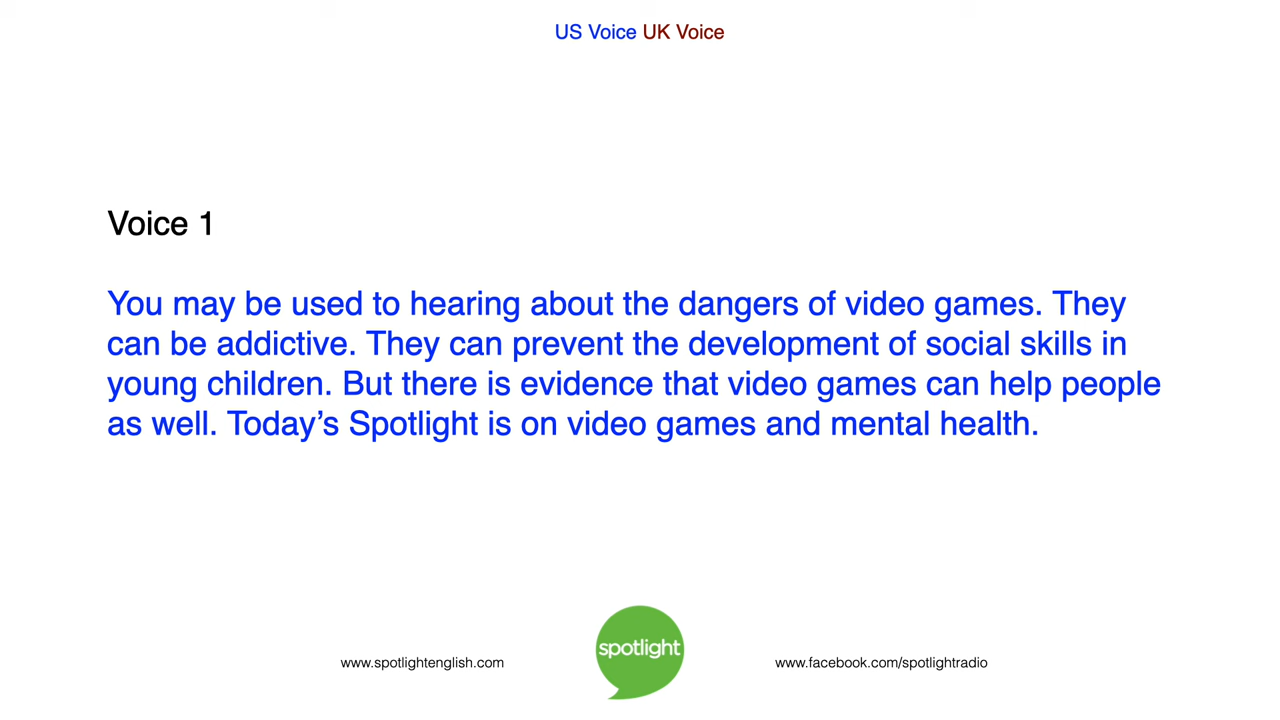 US Voice UK Voice
Voice 1
You may be used to hearing about the dangers of video games. They
can be addictive. They can prevent the development of social skills in
young children. But there is evidence that video games can help people
as well. Today’s Spotlight is on video games and mental health.
spotlight
www.spotlightenglish.com
www.facebook.com/spotlightradio